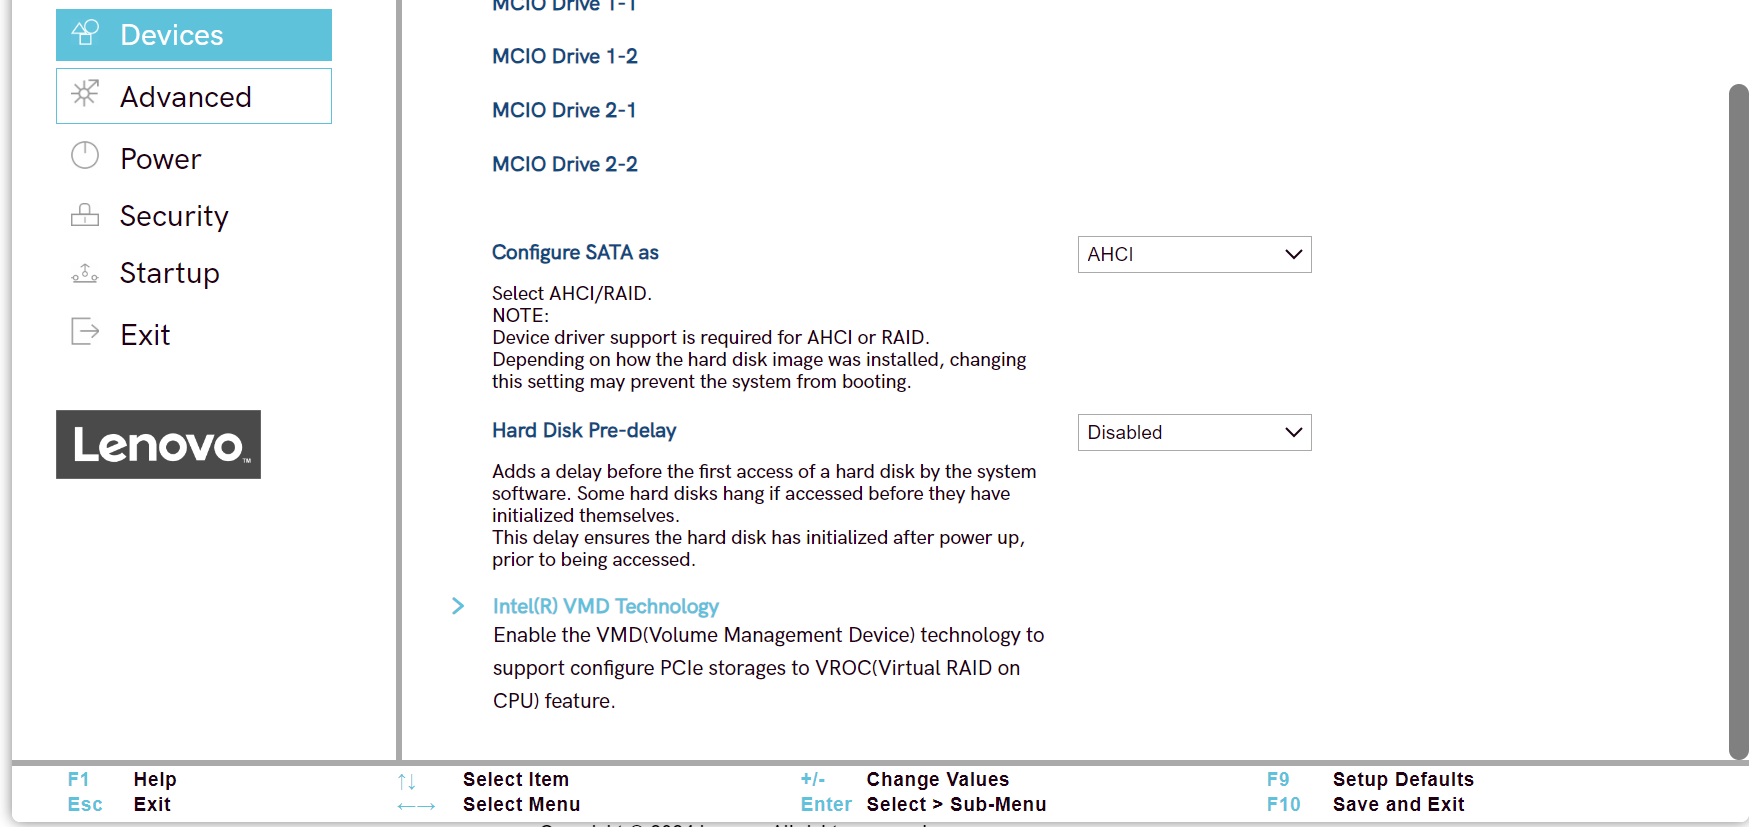 Devices
Advanced
Power
Security
Startup
Exit
Lenovo™
MCIO Drive 1-1
MCIO Drive 1-2
MCIO Drive 2-1
MCIO Drive 2-2
Configure SATA as
AHCI
Select AHCI/RAID.
NOTE:
Device driver support is required for AHCI or RAID.
Depending on how the hard disk image was installed, changing
this setting may prevent the system from booting.
Hard Disk Pre-delay
Disabled
Adds a delay before the first access of a hard disk by the system
software. Some hard disks hang if accessed before they have
initialized themselves.
This delay ensures the hard disk has initialized after power up,
prior to being accessed.
> Intel(R) VMD Technology
Enable the VMD(Volume Management Device) technology to
support configure PCIe storages to VROC(Virtual RAID on
CPU) feature.
F1 Help ↑↓ Select Item +/- Change Values F9 Setup Defaults
Esc Exit ←→ Select Menu Enter Select > Sub-Menu F10 Save and Exit